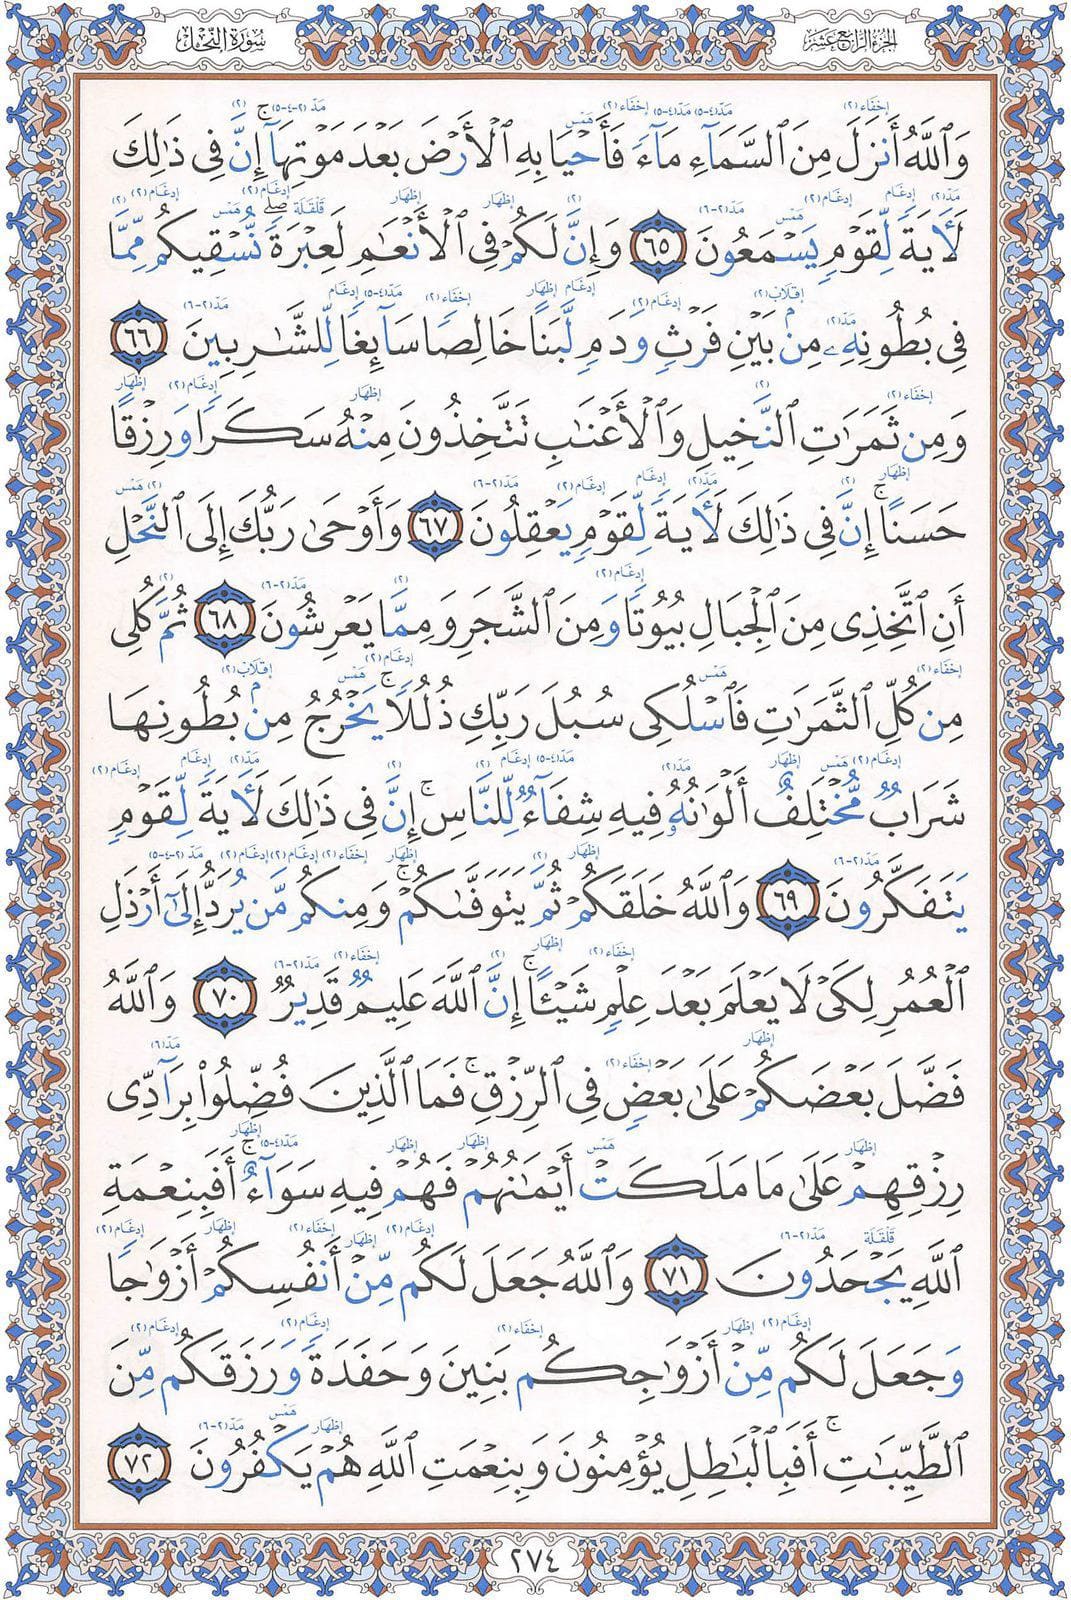 الجزء الرابع عشر
سورة النحل
وَٱللَّهُ أَنزَلَ مِنَ ٱلسَّمَآءِ مَآءً فَأَحْيَا بِهِ ٱلْأَرْضَ بَعْدَ مَوْتِهَآ ۚ إِنَّ فِى ذَٰلِكَ
لَـَٔايَةً لِّقَوْمٍ يَسْمَعُونَ ٦٥ وَإِنَّ لَكُمْ فِى ٱلْأَنْعَـٰمِ لَعِبْرَةً ۖ نُّسْقِيكُم مِّمَّا
فِى بُطُونِهِۦ مِنۢ بَيْنِ فَرْثٍ وَدَمٍ لَّبَنًا خَالِصًا سَآئِغًا لِّلشَّـٰرِبِينَ ٦٦
وَمِن ثَمَرَٰتِ ٱلنَّخِيلِ وَٱلْأَعْنَـٰبِ تَتَّخِذُونَ مِنْهُ سَكَرًا وَرِزْقًا
حَسَنًا ۚ إِنَّ فِى ذَٰلِكَ لَـَٔايَةً لِّقَوْمٍ يَعْقِلُونَ ٦٧ وَأَوْحَىٰ رَبُّكَ إِلَى ٱلنَّحْلِ
أَنِ ٱتَّخِذِى مِنَ ٱلْجِبَالِ بُيُوتًا وَمِنَ ٱلشَّجَرِ وَمِمَّا يَعْرِشُونَ ٦٨ ثُمَّ كُلِى
مِن كُلِّ ٱلثَّمَرَٰتِ فَٱسْلُكِى سُبُلَ رَبِّكِ ذُلُلًا ۚ يَخْرُجُ مِنۢ بُطُونِهَا
شَرَابٌ مُّخْتَلِفٌ أَلْوَٰنُهُۥ فِيهِ شِفَآءٌ لِّلنَّاسِ ۗ إِنَّ فِى ذَٰلِكَ لَـَٔايَةً لِّقَوْمٍ
يَتَفَكَّرُونَ ٦٩ وَٱللَّهُ خَلَقَكُمْ ثُمَّ يَتَوَفَّىٰكُمْ ۚ وَمِنكُم مَّن يُرَدُّ إِلَىٰٓ أَرْذَلِ
ٱلْعُمُرِ لِكَىْ لَا يَعْلَمَ بَعْدَ عِلْمٍ شَيْـًٔا ۚ إِنَّ ٱللَّهَ عَلِيمٌ قَدِيرٌ ٧٠ وَٱللَّهُ
فَضَّلَ بَعْضَكُمْ عَلَىٰ بَعْضٍ فِى ٱلرِّزْقِ ۚ فَمَا ٱلَّذِينَ فُضِّلُوا۟ بِرَآدِّى
رِزْقِهِمْ عَلَىٰ مَا مَلَكَتْ أَيْمَـٰنُهُمْ فَهُمْ فِيهِ سَوَآءٌ ۚ أَفَبِنِعْمَةِ
ٱللَّهِ يَجْحَدُونَ ٧١ وَٱللَّهُ جَعَلَ لَكُم مِّنْ أَنفُسِكُمْ أَزْوَٰجًا
وَجَعَلَ لَكُم مِّنْ أَزْوَٰجِكُم بَنِينَ وَحَفَدَةً وَرَزَقَكُم مِّنَ
ٱلطَّيِّبَـٰتِ ۚ أَفَبِٱلْبَـٰطِلِ يُؤْمِنُونَ وَبِنِعْمَتِ ٱللَّهِ هُمْ يَكْفُرُونَ ٧٢
٢٧٤